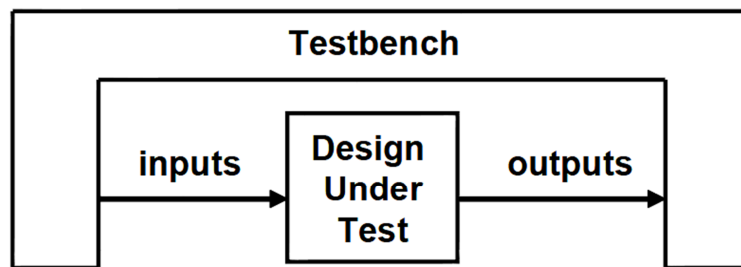 Testbench
inputs
Design
Under
Test
outputs